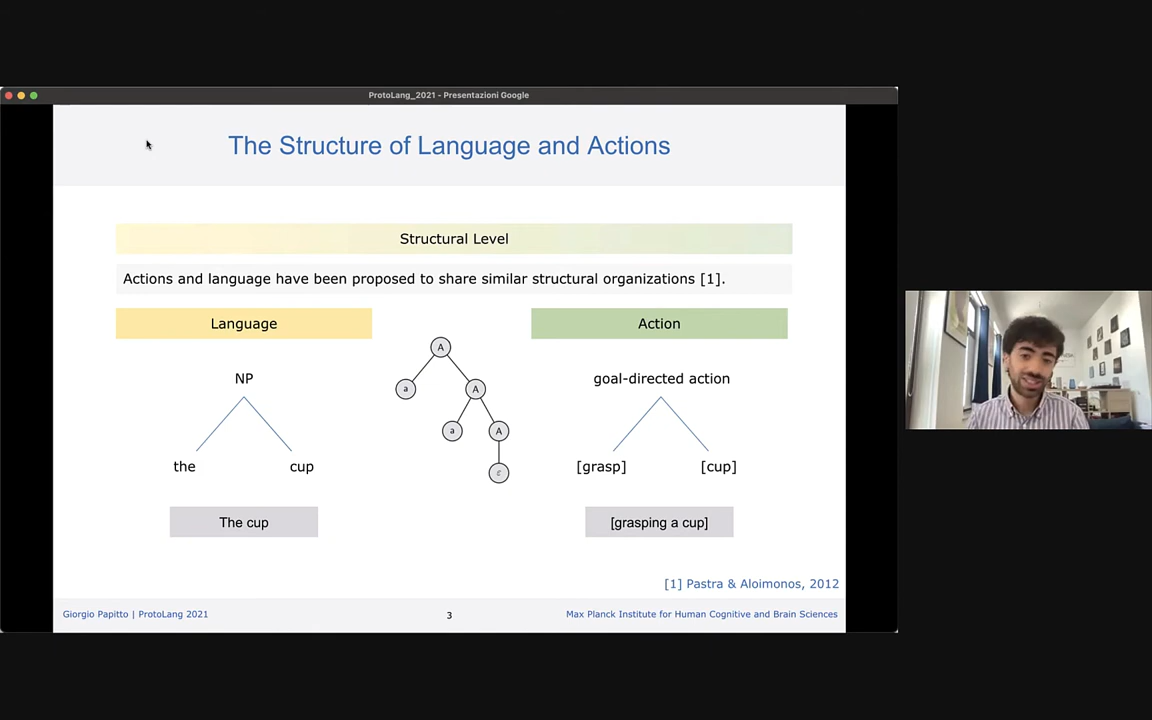 ProtoLang_2021 - Presentazioni Google
The Structure of Language and Actions
Structural Level
Actions and language have been proposed to share similar structural organizations [1].
Language
Action
NP
the
cup
The cup
A
a
A
a
A
ε
goal-directed action
[grasp]
[cup]
[grasping a cup]
[1] Pastra & Aloimonos, 2012
Giorgio Papitto | ProtoLang 2021
3
Max Planck Institute for Human Cognitive and Brain Sciences